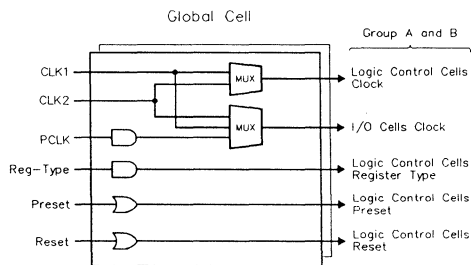 Global Cell
Group A and B
CLK1
MUX
Logic Control Cells
Clock
CLK2
MUX
I/O Cells Clock
PCLK
Reg-Type
Logic Control Cells
Register Type
Preset
Logic Control Cells
Preset
Reset
Logic Control Cells
Reset